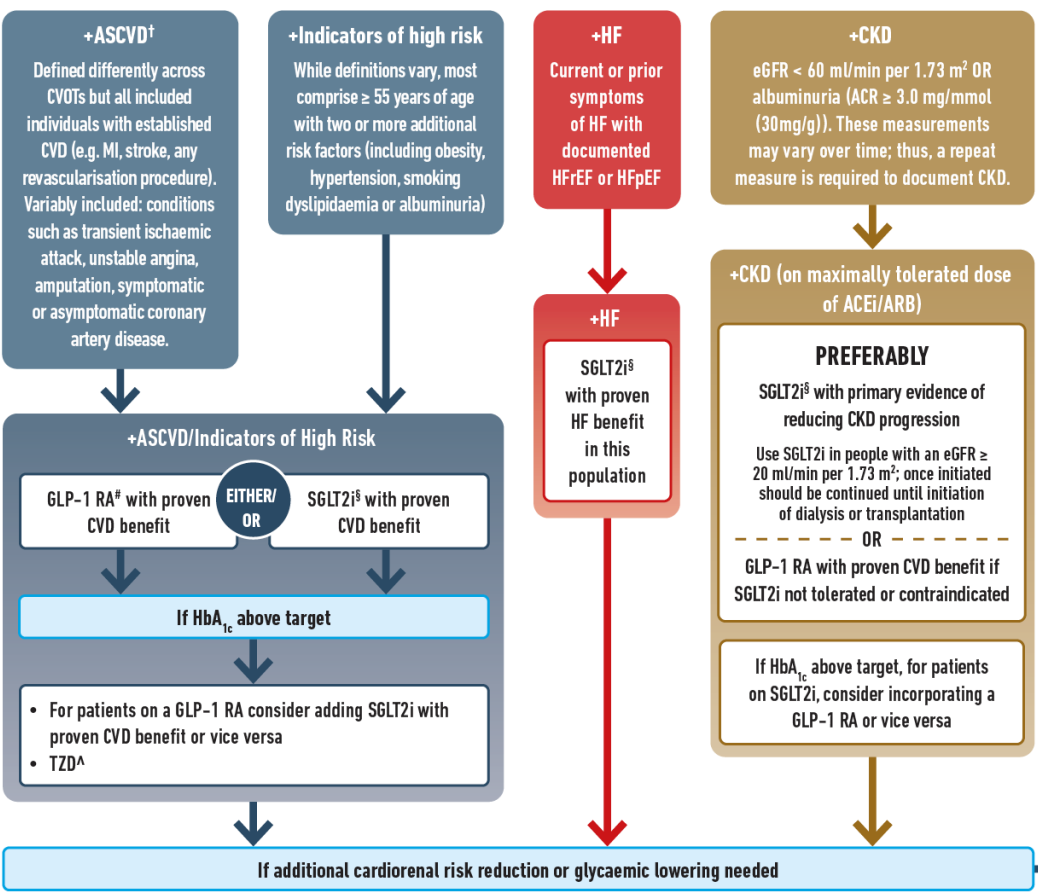 +ASCVD†
Defined differently across
CVOTs but all included
individuals with established
CVD (e.g. MI, stroke, any
revascularisation procedure).
Variably included: conditions
such as transient ischaemic
attack, unstable angina,
amputation, symptomatic
or asymptomatic coronary
artery disease.
+Indicators of high risk
While definitions vary, most
comprise ≥ 55 years of age
with two or more additional
risk factors (including obesity,
hypertension, smoking
dyslipidaemia or albuminuria)
+HF
Current or prior
symptoms
of HF with
documented
HFrEF or HFpEF
+CKD
eGFR < 60 ml/min per 1.73 m² OR
albuminuria (ACR ≥ 3.0 mg/mmol
(30mg/g)). These measurements
may vary over time; thus, a repeat
measure is required to document CKD.
+ASCVD/Indicators of High Risk
GLP-1 RA# with proven
CVD benefit
EITHER/
OR
SGLT2i§ with proven
CVD benefit
If HbA1c above target
• For patients on a GLP-1 RA consider adding SGLT2i with
proven CVD benefit or vice versa
• TZD^
+HF
SGLT2i§
with proven
HF benefit
in this
population
+CKD (on maximally tolerated dose
of ACEi/ARB)
PREFERABLY
SGLT2i§ with primary evidence of
reducing CKD progression
Use SGLT2i in people with an eGFR ≥
20 ml/min per 1.73 m²; once initiated
should be continued until initiation
of dialysis or transplantation
OR
GLP-1 RA with proven CVD benefit if
SGLT2i not tolerated or contraindicated
If HbA1c above target, for patients
on SGLT2i, consider incorporating a
GLP-1 RA or vice versa
If additional cardiorenal risk reduction or glycaemic lowering needed